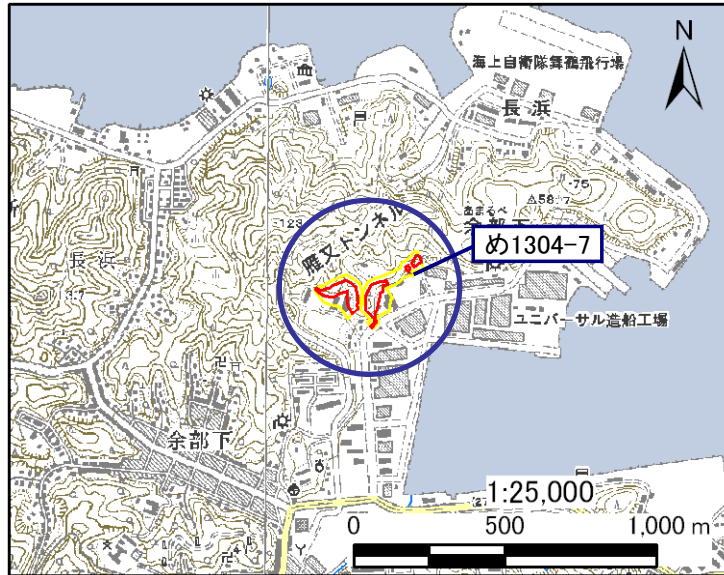 N
海上自衛隊舞鶴飛行場
長浜
75
△58.7
123
雁又トンネル
あまるべ
め1304-7
長浜
137
ユニバーサル造船工場
余部下
1:25,000
0 500 1,000 m